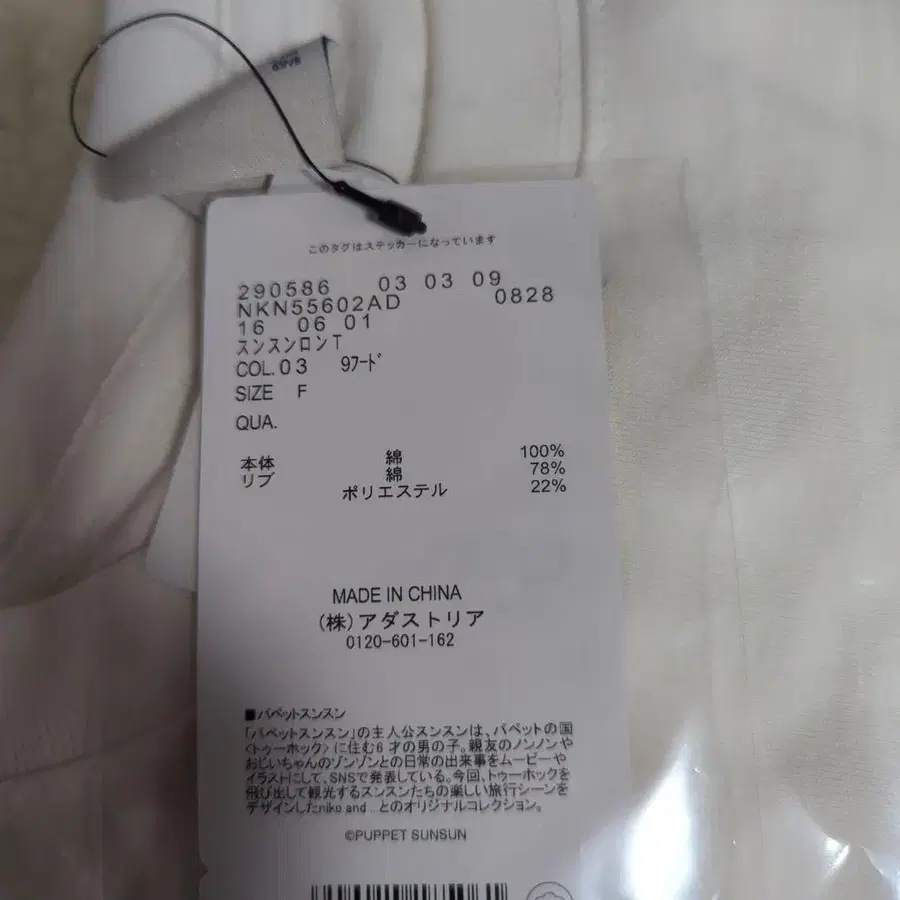 このタグはステッカーになっています
290586 03 03 09
NKN55602AD 0828
16 06 01
スンスンロンT
COL.03 9フード
SIZE F
QUA.
本体 綿 100%
リブ 綿 78%
ポリエステル 22%
MADE IN CHINA
(株)アダストリア
0120-601-162
■パペットスンスン
「パペットスンスン」の主人公スンスンは、パペットの国
<トゥーホック>に住む6才の男の子。親友のノンノンや
おじいちゃんのゾンゾンとの日常の出来事をムービーや
イラストにして、SNSで発表している。今回、トゥーホックを
飛び出して観光するスンスンたちの楽しい旅行シーンを
デザインしたniko and ...とのオリジナルコレクション。
©PUPPET SUNSUN